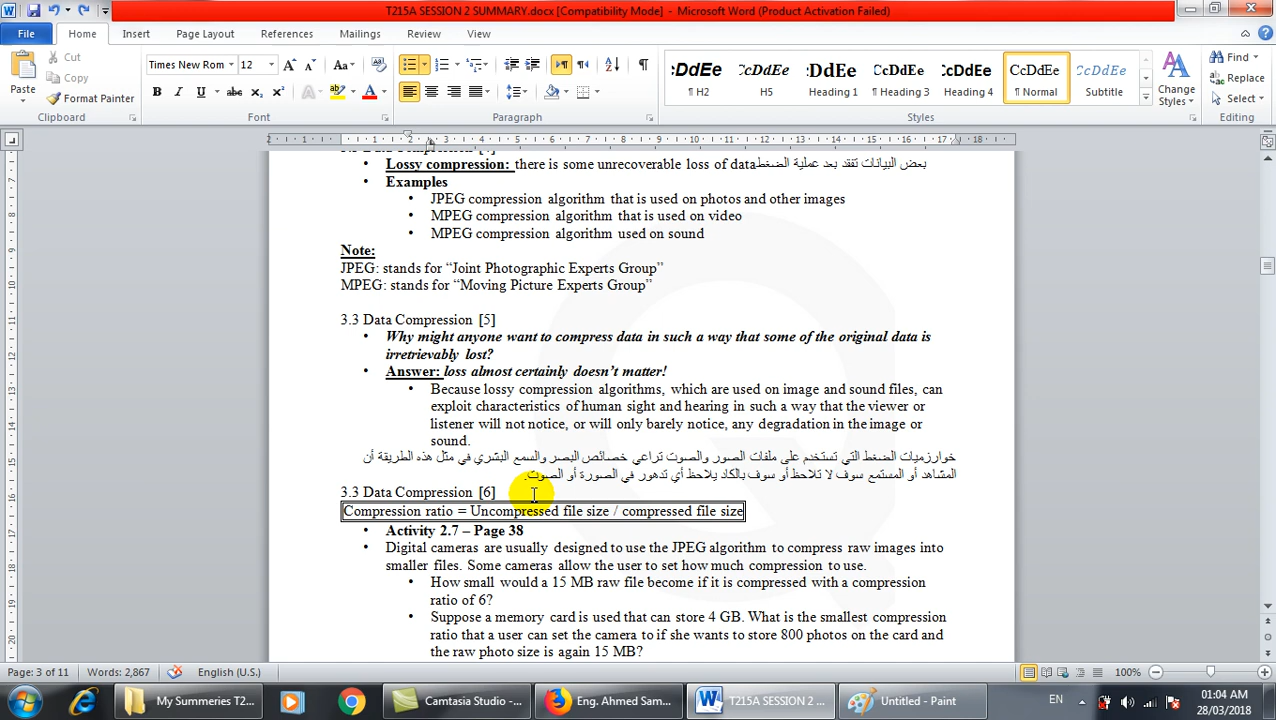 T215A SESSION 2 SUMMARY.docx [Compatibility Mode] - Microsoft Word (Product Activation Failed)
File Home Insert Page Layout References Mailings Review View
Cut
Copy
Format Painter
Paste
Clipboard
Times New Rom 12
Font
Paragraph
CcDdEe CcDdEe CcDdEe CcDdEe CcDdEe CcDdEe CcDdEe
¶ H2 H5 Heading 1 ¶ Heading 3 Heading 4 ¶ Normal Subtitle
Change Styles
Styles
Find
Replace
Select
Editing
Lossy compression: there is some unrecoverable loss of data بعض البيانات تفقد بعد عملية الضغط
• Examples
• JPEG compression algorithm that is used on photos and other images
• MPEG compression algorithm that is used on video
• MPEG compression algorithm used on sound
Note:
JPEG: stands for “Joint Photographic Experts Group”
MPEG: stands for “Moving Picture Experts Group”
3.3 Data Compression [5]
• Why might anyone want to compress data in such a way that some of the original data is
irretrievably lost?
• Answer: loss almost certainly doesn’t matter!
• Because lossy compression algorithms, which are used on image and sound files, can
exploit characteristics of human sight and hearing in such a way that the viewer or
listener will not notice, or will only barely notice, any degradation in the image or
sound.
خوارزميات الضغط التي تستخدم على ملفات الصور والصوت تراعي خصائص البصر والسمع البشري في مثل هذه الطريقة أن
المشاهد أو المستمع سوف لا تلاحظ أو سوف بالكاد يلاحظ أي تدهور في الصورة أو الصوت.
3.3 Data Compression [6]
Compression ratio = Uncompressed file size / compressed file size
• Activity 2.7 – Page 38
• Digital cameras are usually designed to use the JPEG algorithm to compress raw images into
smaller files. Some cameras allow the user to set how much compression to use.
• How small would a 15 MB raw file become if it is compressed with a compression
ratio of 6?
• Suppose a memory card is used that can store 4 GB. What is the smallest compression
ratio that a user can set the camera to if she wants to store 800 photos on the card and
the raw photo size is again 15 MB?
Page: 3 of 11 Words: 2,867 English (U.S.) 100%
My Summeries T2... Camtasia Studio -... Eng. Ahmed Sam... T215A SESSION 2 ... Untitled - Paint EN 01:04 AM
28/03/2018